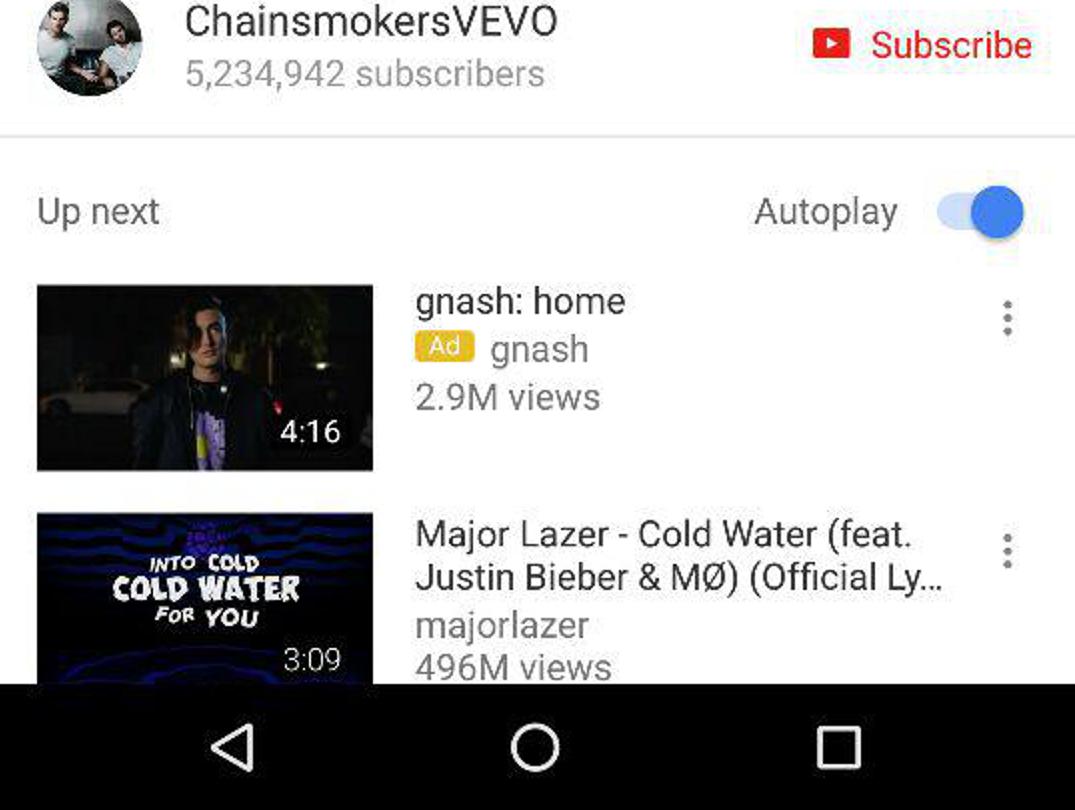 ChainsmokersVEVO
5,234,942 subscribers
Subscribe
Up next
Autoplay
4:16
gnash: home
Ad gnash
2.9M views
INTO COLD
COLD WATER
FOR YOU
3:09
Major Lazer - Cold Water (feat.
Justin Bieber & MØ) (Official Ly...
majorlazer
496M views